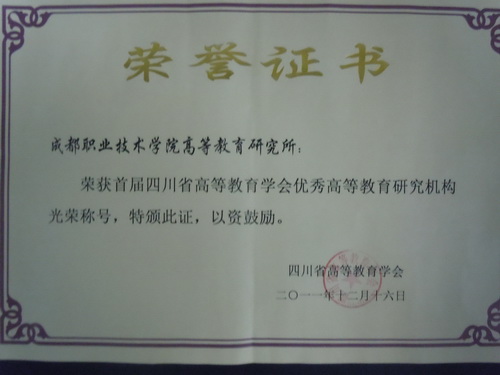 荣誉证书
成都职业技术学院高等教育研究所：
荣获首届四川省高等教育学会优秀高等教育研究机构
光荣称号，特颁此证，以资鼓励。
四川省高等教育学会
二〇一一年十二月十六日